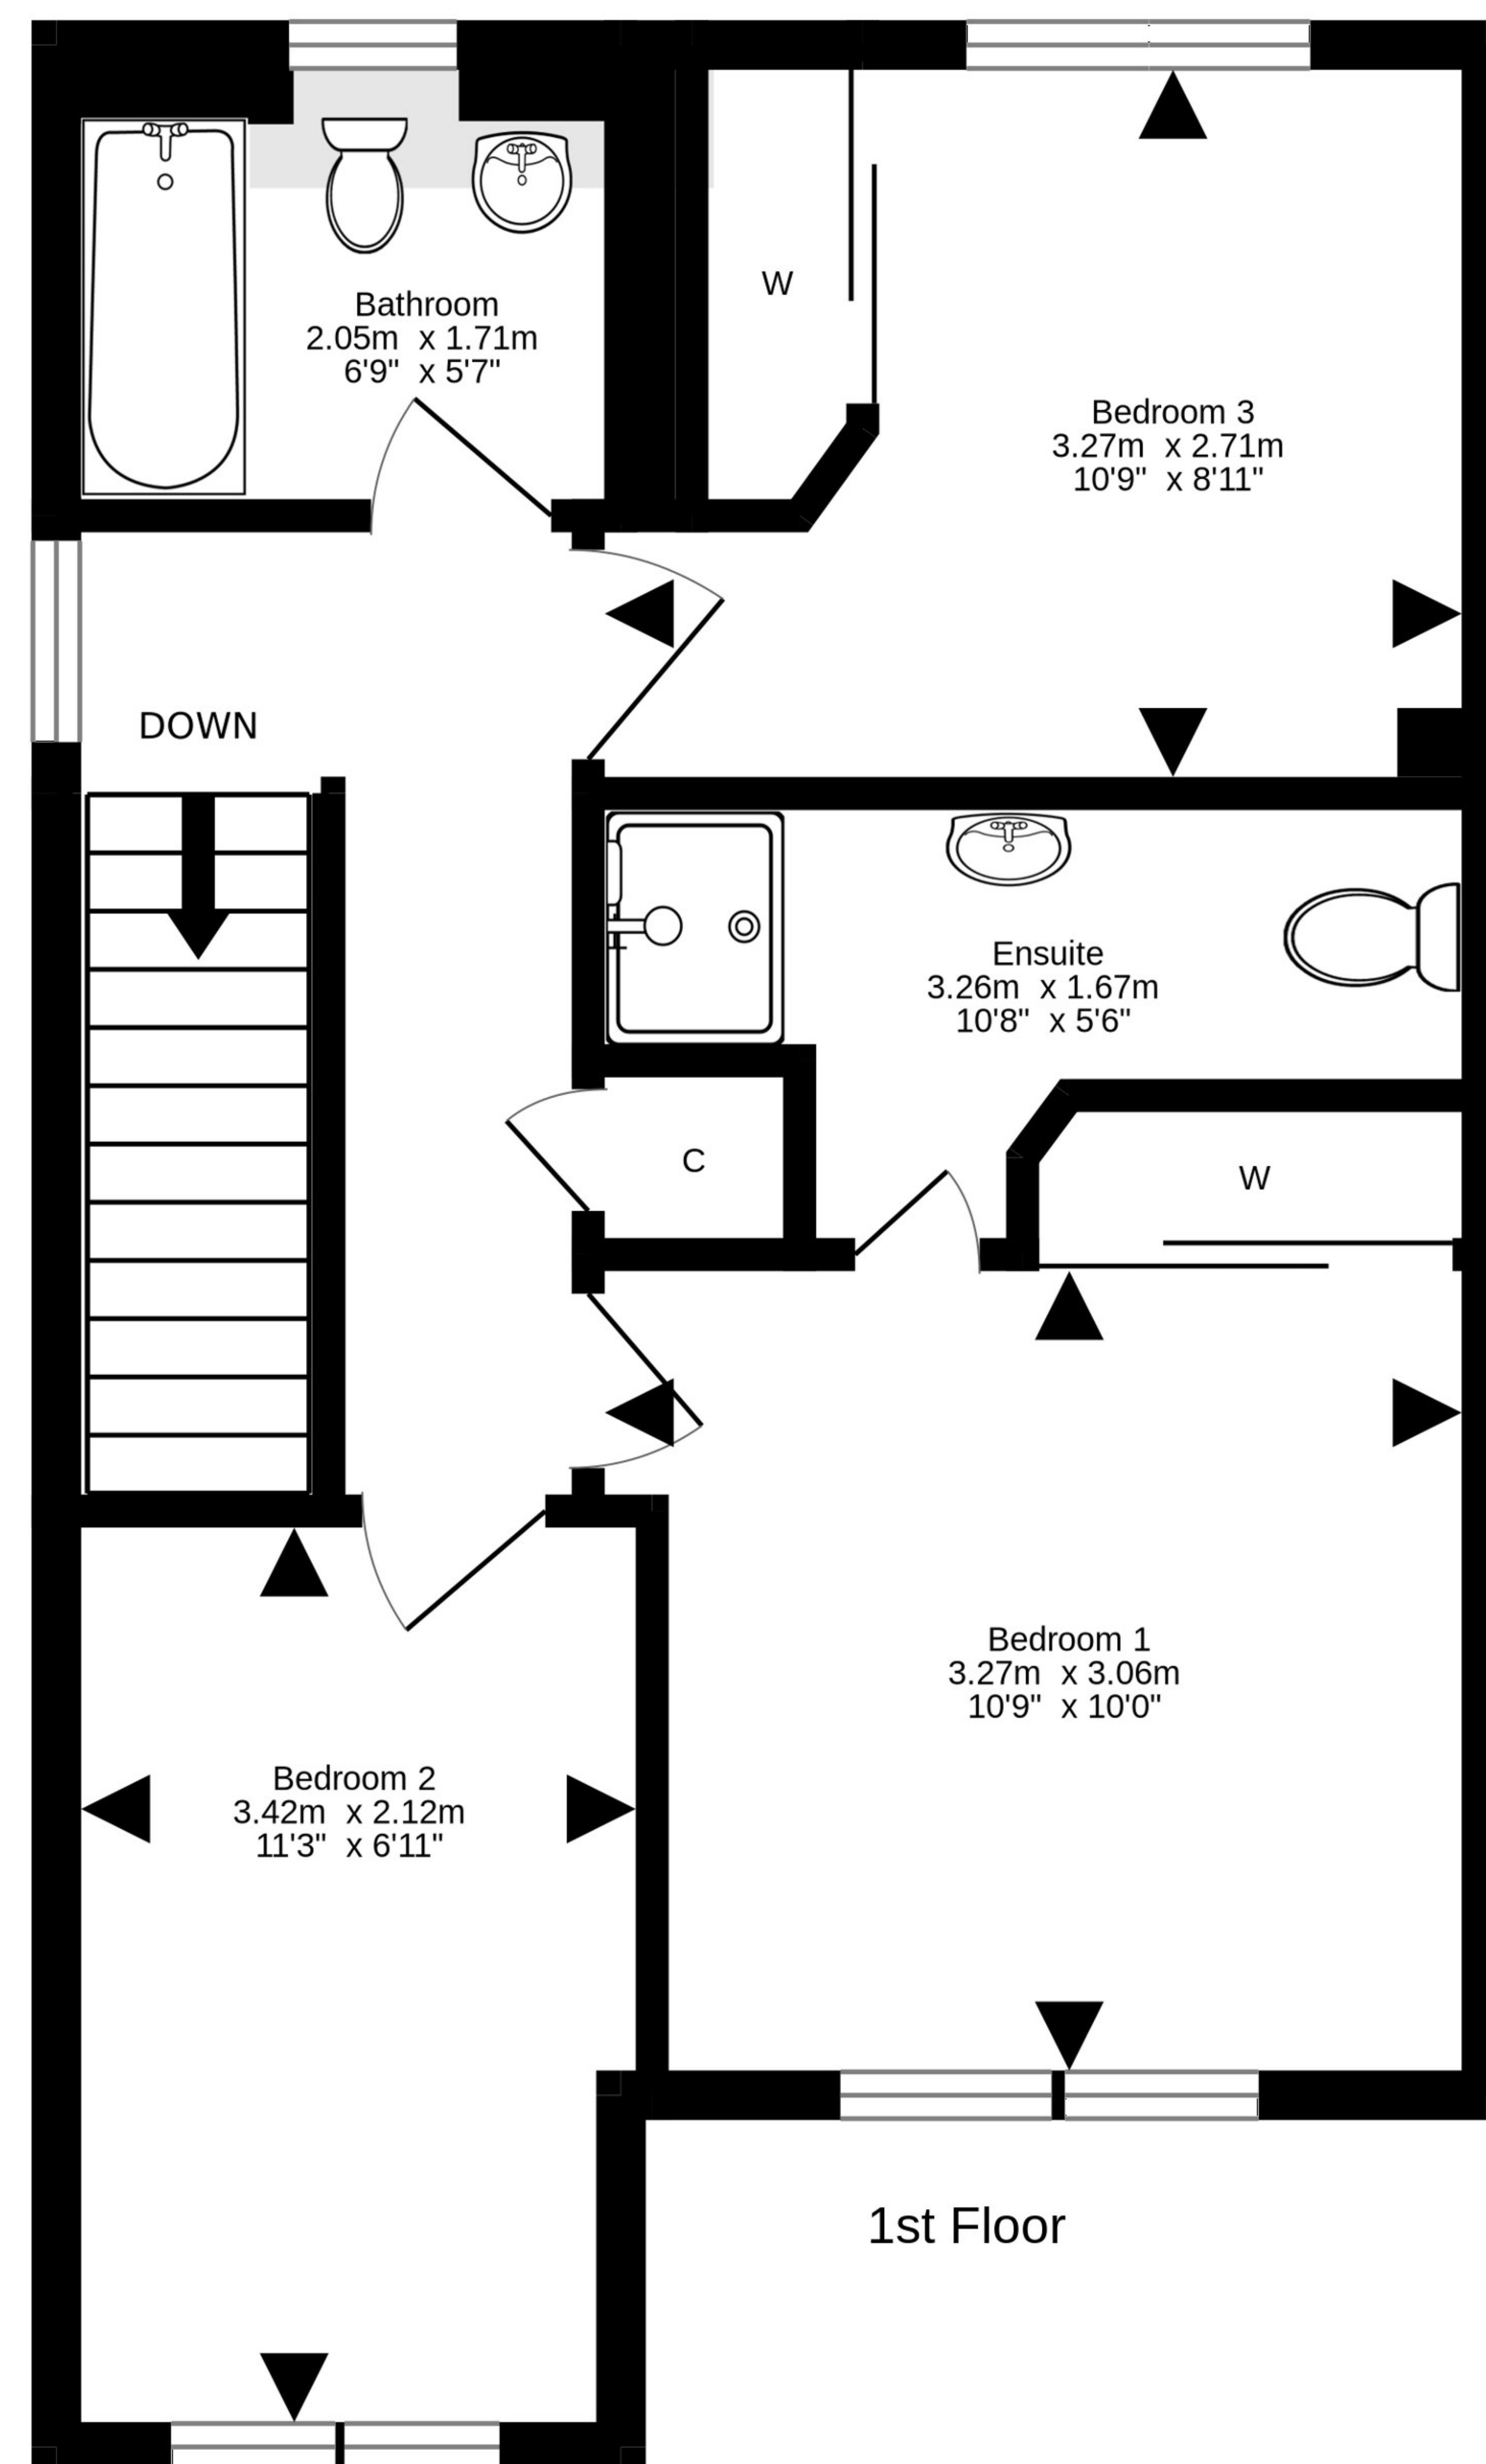 Bathroom
2.05m x 1.71m
6'9" x 5'7"
W
Bedroom 3
3.27m x 2.71m
10'9" x 8'11"
DOWN
Ensuite
3.26m x 1.67m
10'8" x 5'6"
C
W
Bedroom 1
3.27m x 3.06m
10'9" x 10'0"
Bedroom 2
3.42m x 2.12m
11'3" x 6'11"
1st Floor